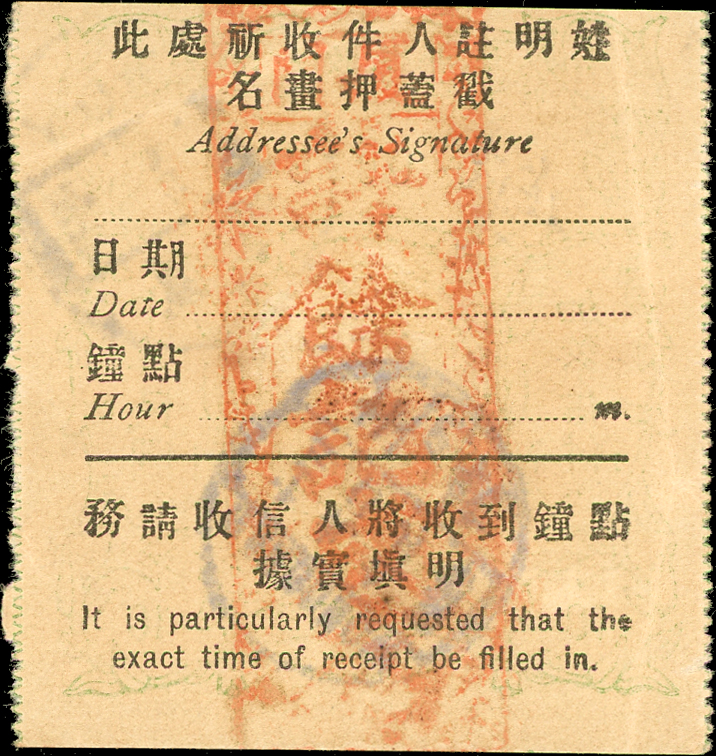 此處祈收件人註明姓
名畫押蓋戳
Addressee's Signature
日期
Date
鐘點
Hour m.
務請收信人將收到鐘點
據實填明
It is particularly requested that the
exact time of receipt be filled in.
餘記